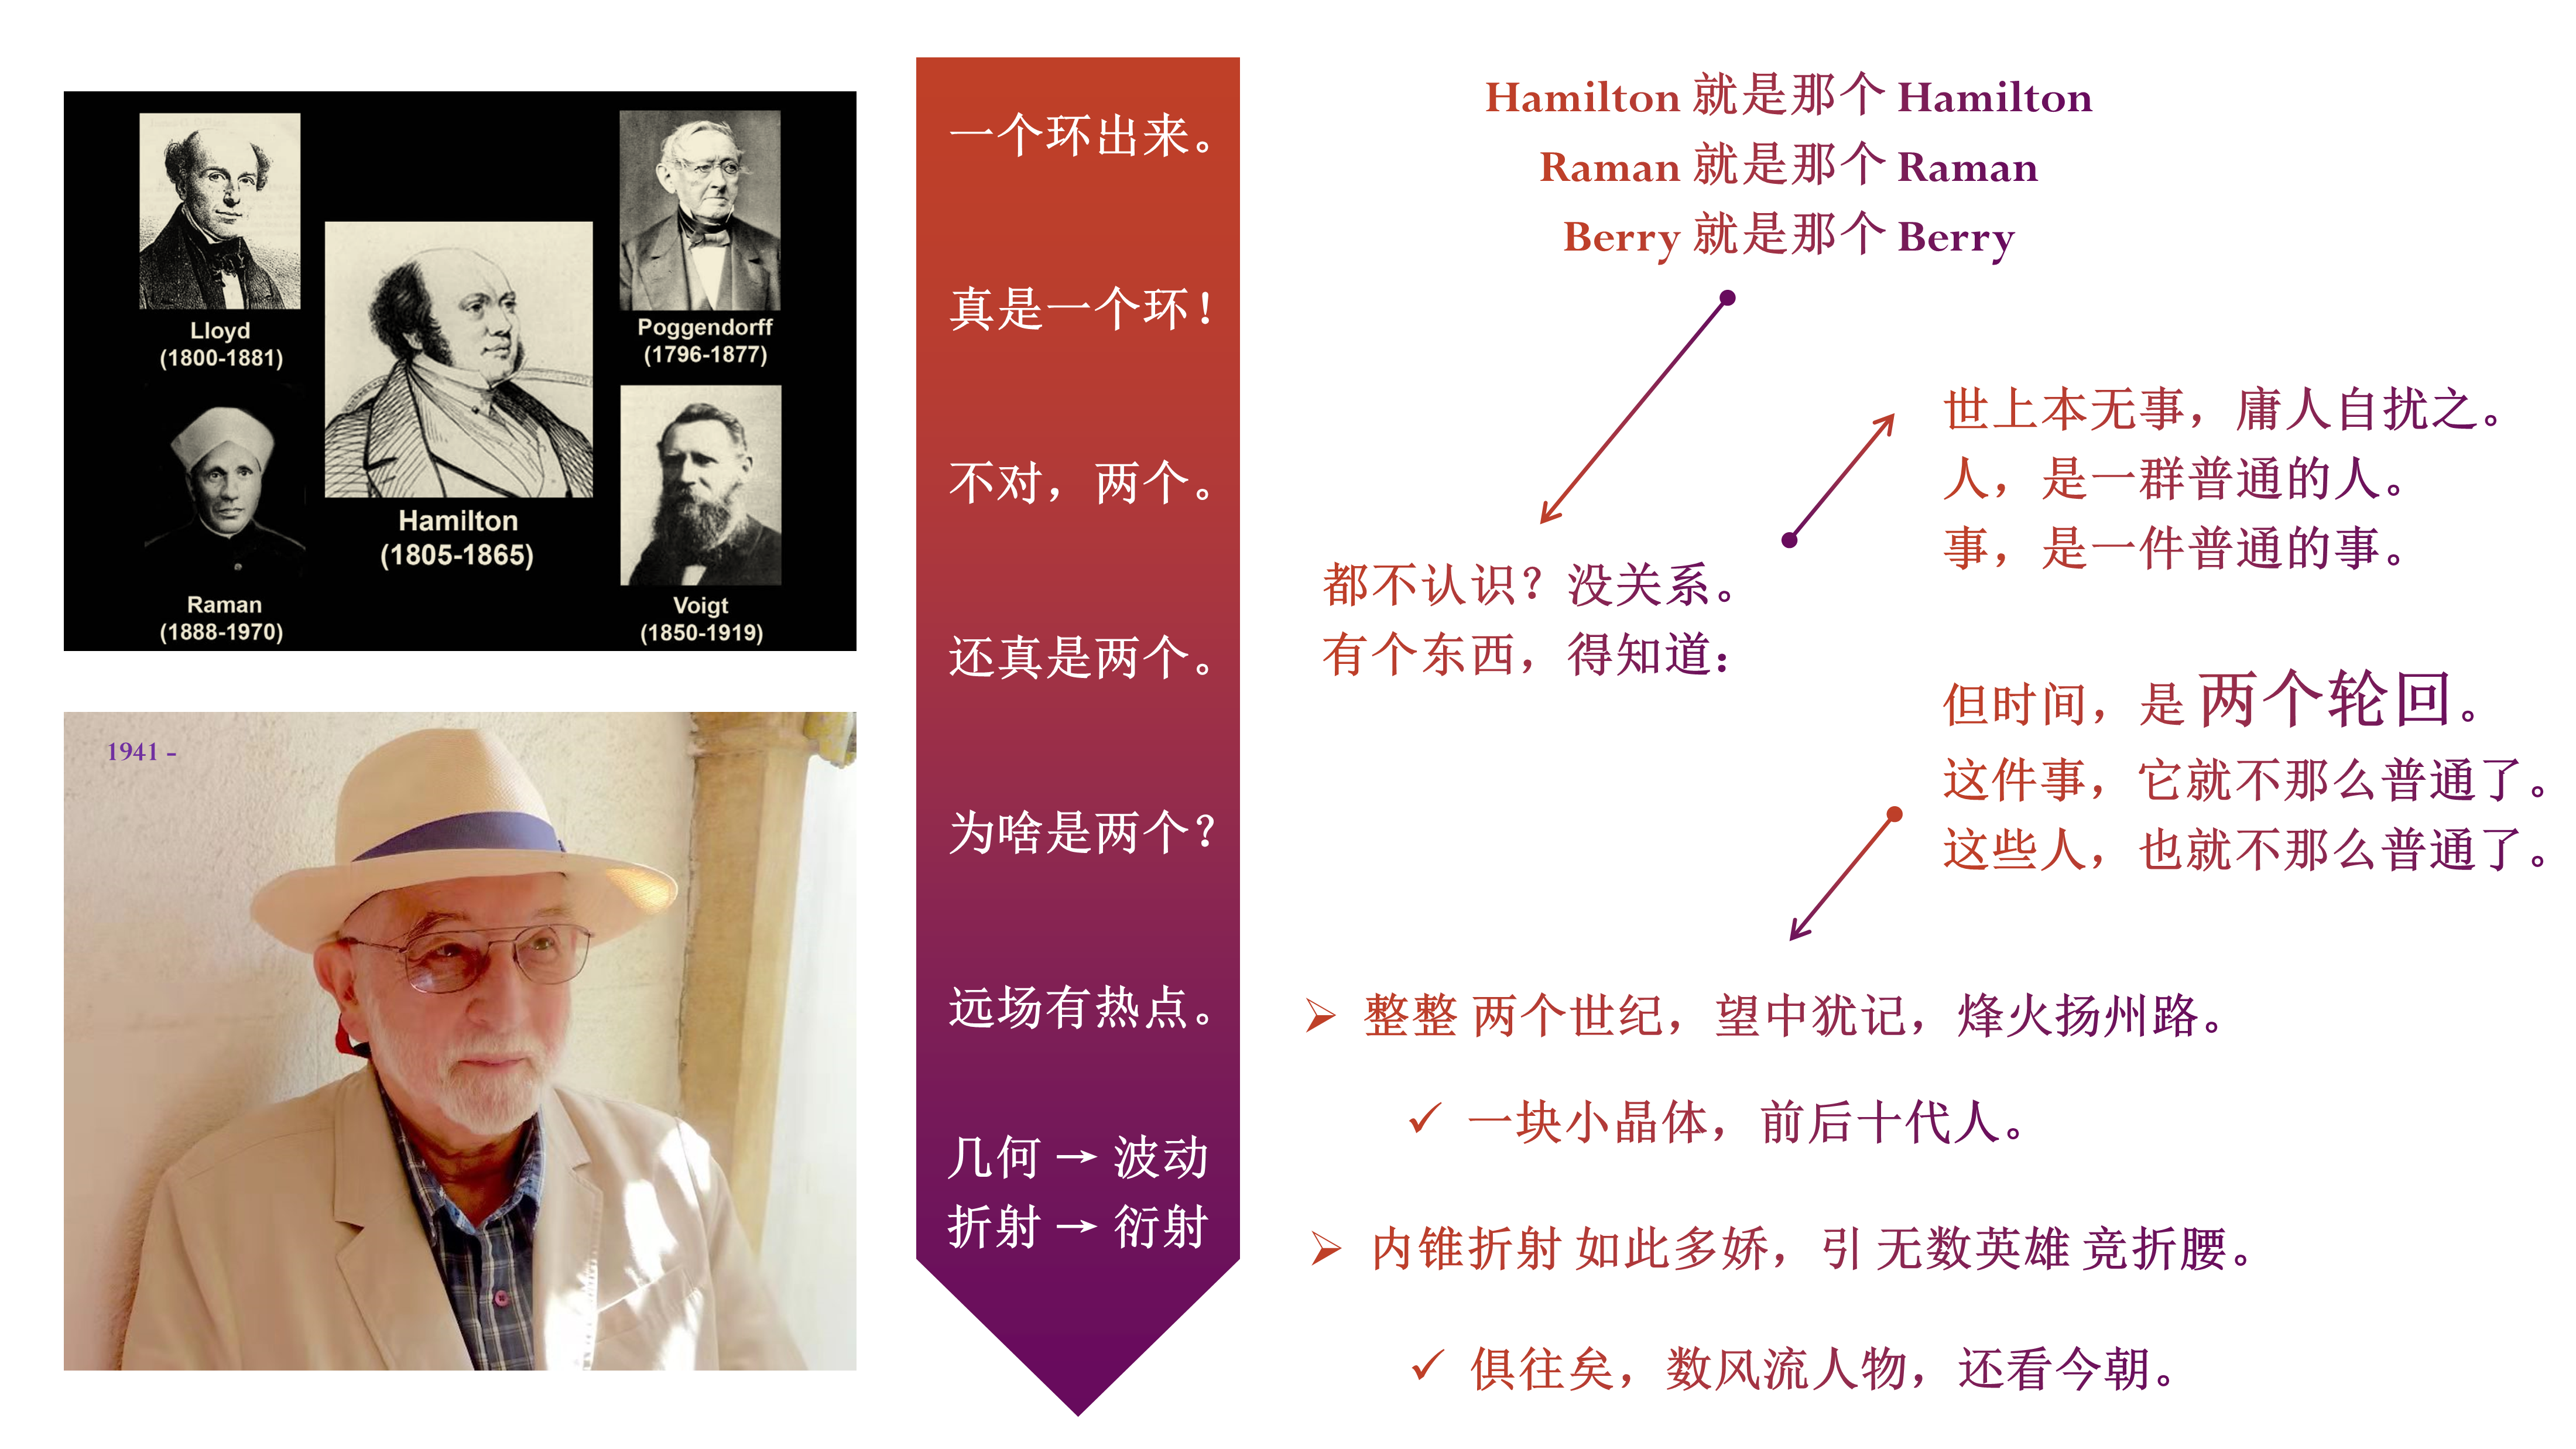 Lloyd
(1800-1881)
Poggendorff
(1796-1877)
Hamilton
(1805-1865)
Raman
(1888-1970)
Voigt
(1850-1919)
1941 -
一个环出来。
真是一个环！
不对，两个。
还真是两个。
为啥是两个？
远场有热点。
几何 → 波动
折射 → 衍射
Hamilton 就是那个 Hamilton
Raman 就是那个 Raman
Berry 就是那个 Berry
都不认识？没关系。
有个东西，得知道：
世上本无事，庸人自扰之。
人，是一群普通的人。
事，是一件普通的事。
但时间，是 两个轮回。
这件事，它就不那么普通了。
这些人，也就不那么普通了。
➢ 整整 两个世纪，望中犹记，烽火扬州路。
✓ 一块小晶体，前后十代人。
➢ 内锥折射 如此多娇，引 无数英雄 竞折腰。
✓ 俱往矣，数风流人物，还看今朝。